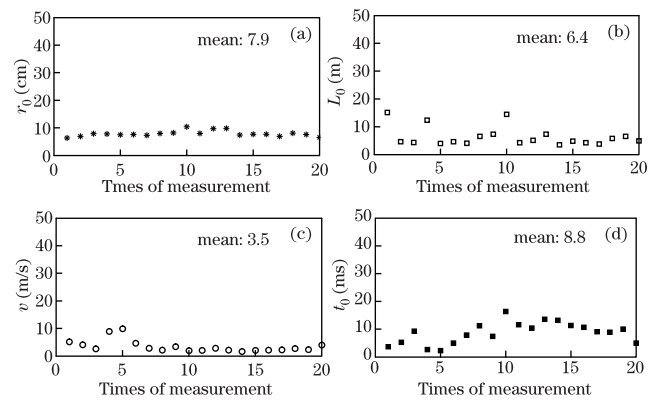 50
40
30
20
10
0
r0 (cm)
mean: 7.9
(a)
0
5
10
15
20
Tmes of measurement
50
40
30
20
10
0
L0 (m)
mean: 6.4
(b)
0
5
10
15
20
Times of measurement
50
40
30
20
10
0
v (m/s)
mean: 3.5
(c)
0
5
10
15
20
Times of measurement
50
40
30
20
10
0
t0 (ms)
mean: 8.8
(d)
0
5
10
15
20
Times of measurement